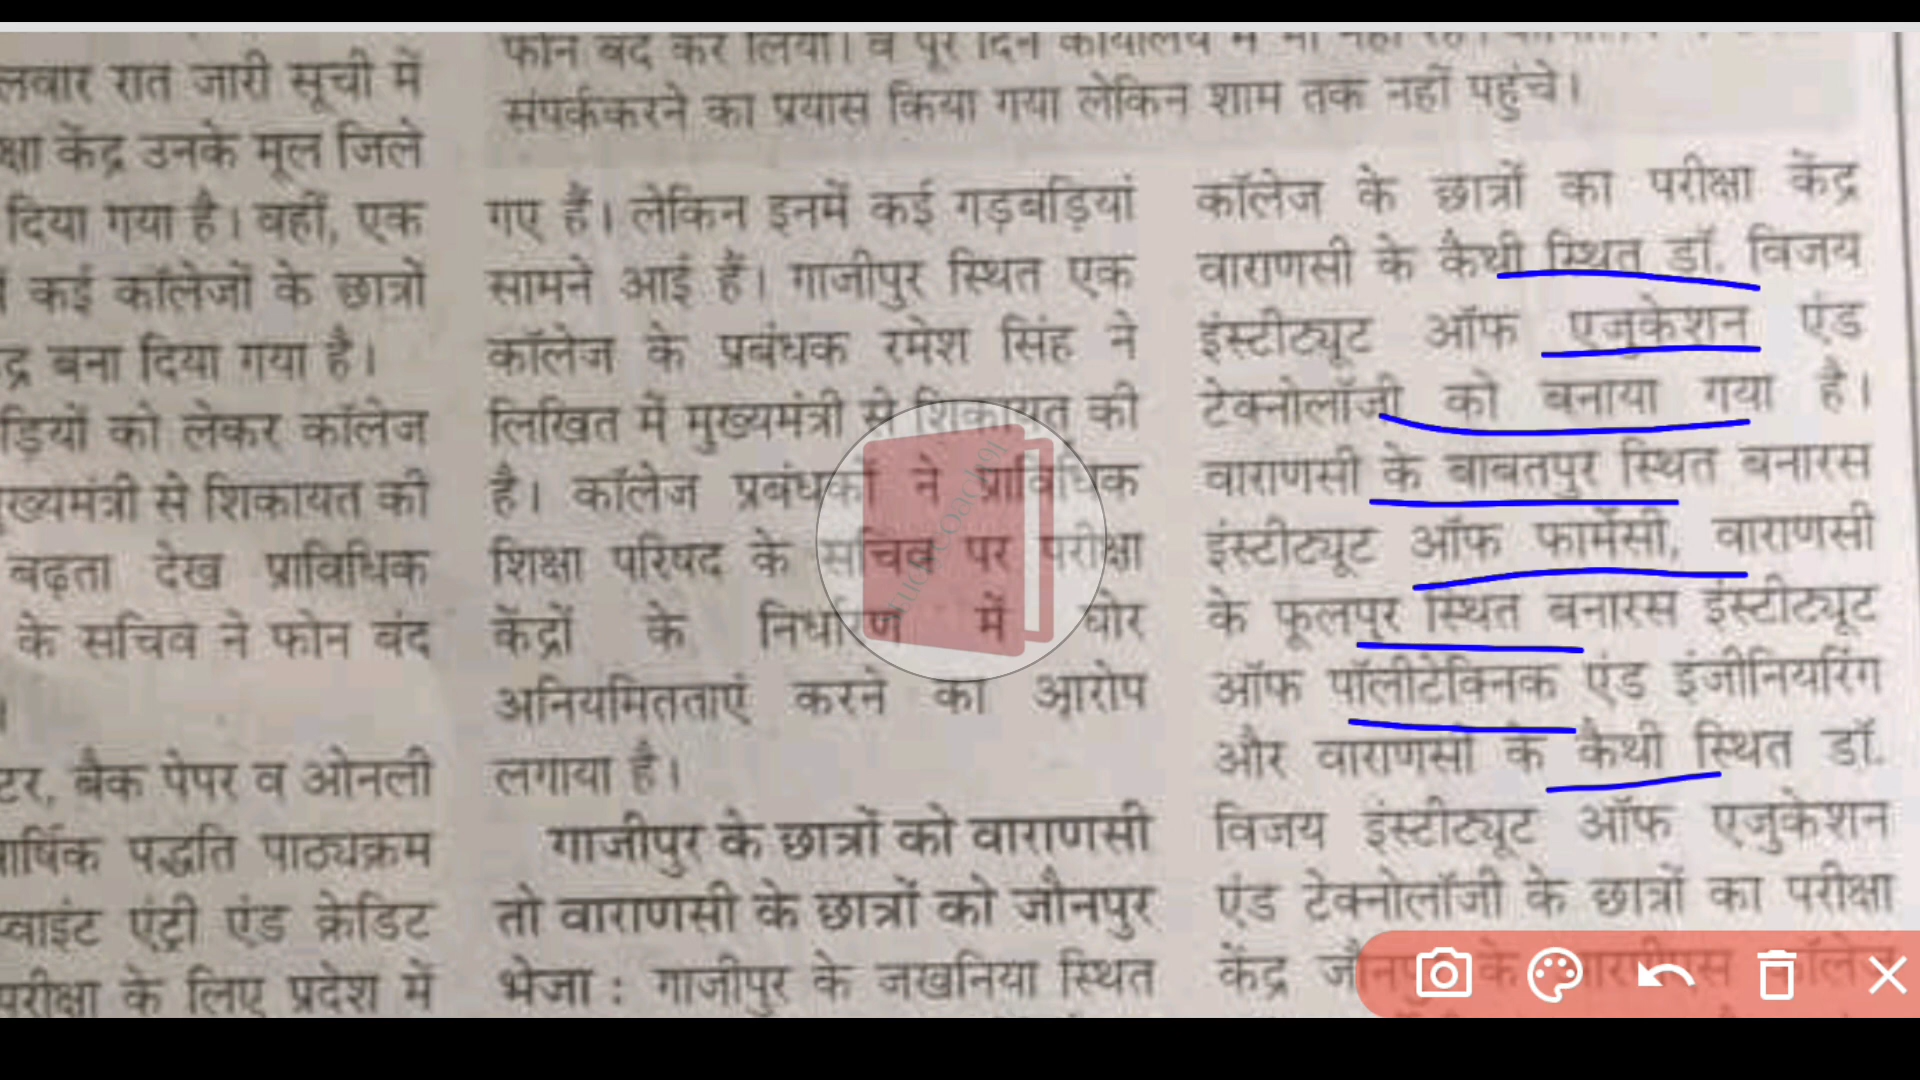 फोन बंद कर लिया। वे पूरे दिन कार्यालय में भी नहीं रहे।
संपर्ककरने का प्रयास किया गया लेकिन शाम तक नहीं पहुंचे।
लवार रात जारी सूची में
क्षा केंद्र उनके मूल जिले
दिया गया है। वहीं, एक
कई कॉलेजों के छात्रों
द्र बना दिया गया है।
ड़ियों को लेकर कॉलेज
ख्यमंत्री से शिकायत की
बढ़ता देख प्राविधिक
के सचिव ने फोन बंद
टर, बैक पेपर व ओनली
ार्षिक पद्धति पाठ्यक्रम
प्वाइंट एंट्री एंड क्रेडिट
परीक्षा के लिए प्रदेश में
गए हैं। लेकिन इनमें कई गड़बड़ियां
सामने आई हैं। गाजीपुर स्थित एक
कॉलेज के प्रबंधक रमेश सिंह ने
लिखित में मुख्यमंत्री से शिकायत की
है। कॉलेज प्रबंधकों ने प्राविधिक
शिक्षा परिषद के सचिव पर परीक्षा
केंद्रों के निर्धारण में घोर
अनियमितताएं करने का आरोप
लगाया है।
गाजीपुर के छात्रों को वाराणसी
तो वाराणसी के छात्रों को जौनपुर
भेजा : गाजीपुर के जखनिया स्थित
कॉलेज के छात्रों का परीक्षा केंद्र
वाराणसी के कैथी स्थित डॉ. विजय
इंस्टीट्यूट ऑफ एजुकेशन एंड
टेक्नोलॉजी को बनाया गया है।
वाराणसी के बाबतपुर स्थित बनारस
इंस्टीट्यूट ऑफ फार्मेसी, वाराणसी
के फूलपुर स्थित बनारस इंस्टीट्यूट
ऑफ पॉलीटेक्निक एंड इंजीनियरिंग
और वाराणसी के कैथी स्थित डॉ.
विजय इंस्टीट्यूट ऑफ एजुकेशन
एंड टेक्नोलॉजी के छात्रों का परीक्षा
केंद्र जौनपुर के